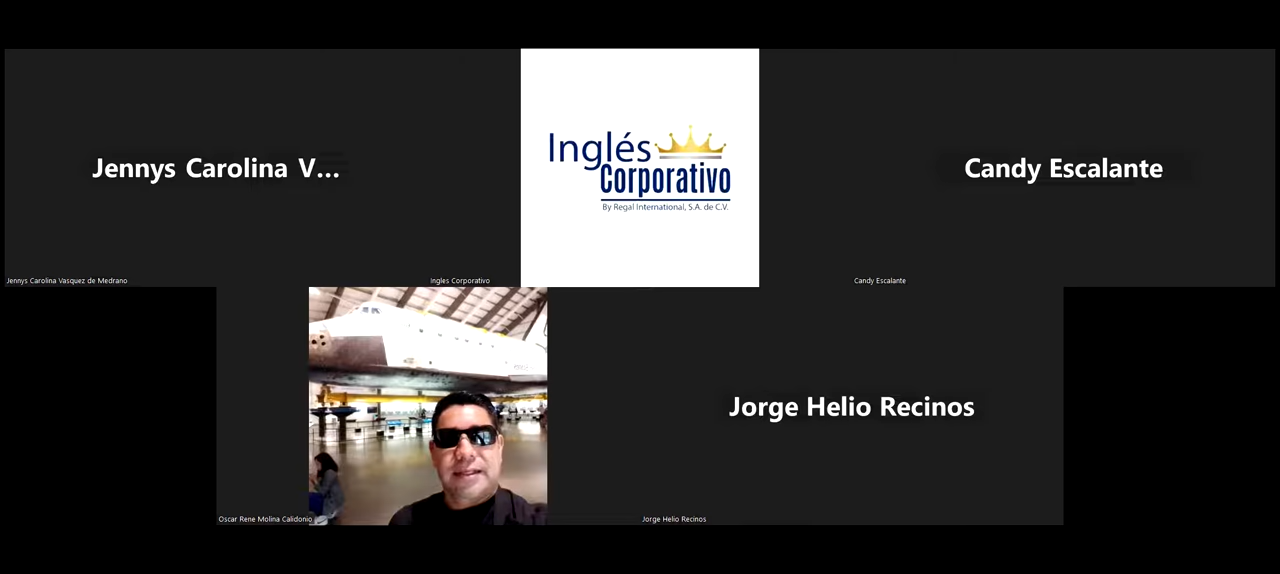 Jennys Carolina V...
Inglés
Corporativo
By Regal International, S.A. de C.V.
Candy Escalante
Jennys Carolina Vasquez de Medrano
Ingles Corporativo
Candy Escalante
Jorge Helio Recinos
Oscar Rene Molina Calidonio
Jorge Helio Recinos